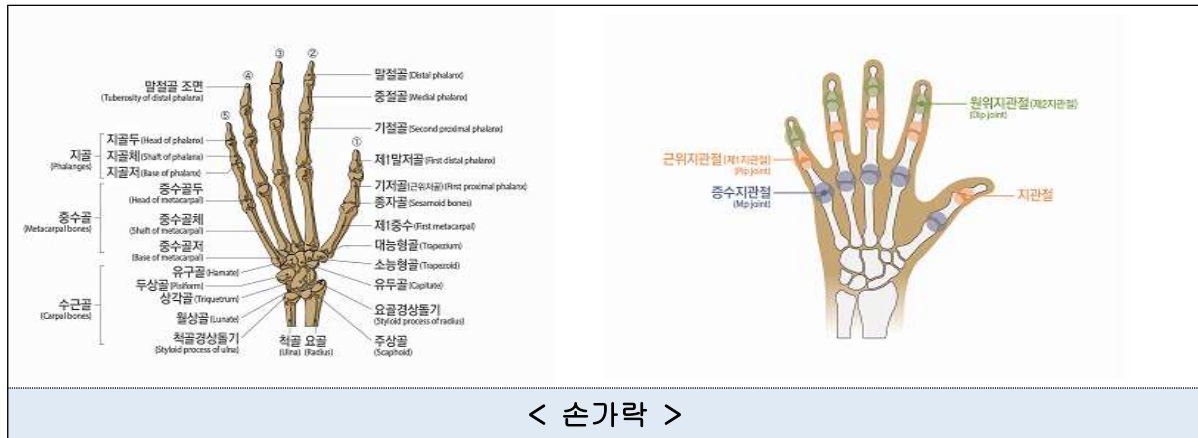 ③
②
④
말절골 조면
(Tuberosity of distal phalanx)
말절골 (Distal phalanx)
중절골 (Medial phalanx)
⑤
기절골 (Second proximal phalanx)
①
지골
(Phalanges)
지골두 (Head of phalanx)
지골체 (Shaft of phalanx)
지골저 (Base of phalanx)
제1말저골 (First distal phalanx)
기저골(근위저골) (First proximal phalanx)
종자골 (Sesamoid bones)
중수골
(Metacarpal bones)
중수골두
(Head of metacarpal)
중수골체
(Shaft of metacarpal)
중수골저
(Base of metacarpal)
제1중수 (First metacarpal)
대능형골 (Trapezium)
소능형골 (Trapezoid)
유두골 (Capitate)
수근골
(Carpal bones)
유구골 (Hamate)
두상골 (Pisiform)
삼각골 (Triquetrum)
월상골 (Lunate)
척골경상돌기
(Styloid process of ulna)
척골
(Ulna)
요골
(Radius)
요골경상돌기
(Styloid process of radius)
주상골
(Scaphoid)
원위지관절(제2지관절)
(Dip joint)
근위지관절(제1지관절)
(Pip joint)
중수지관절
(Mp joint)
지관절
< 손가락 >